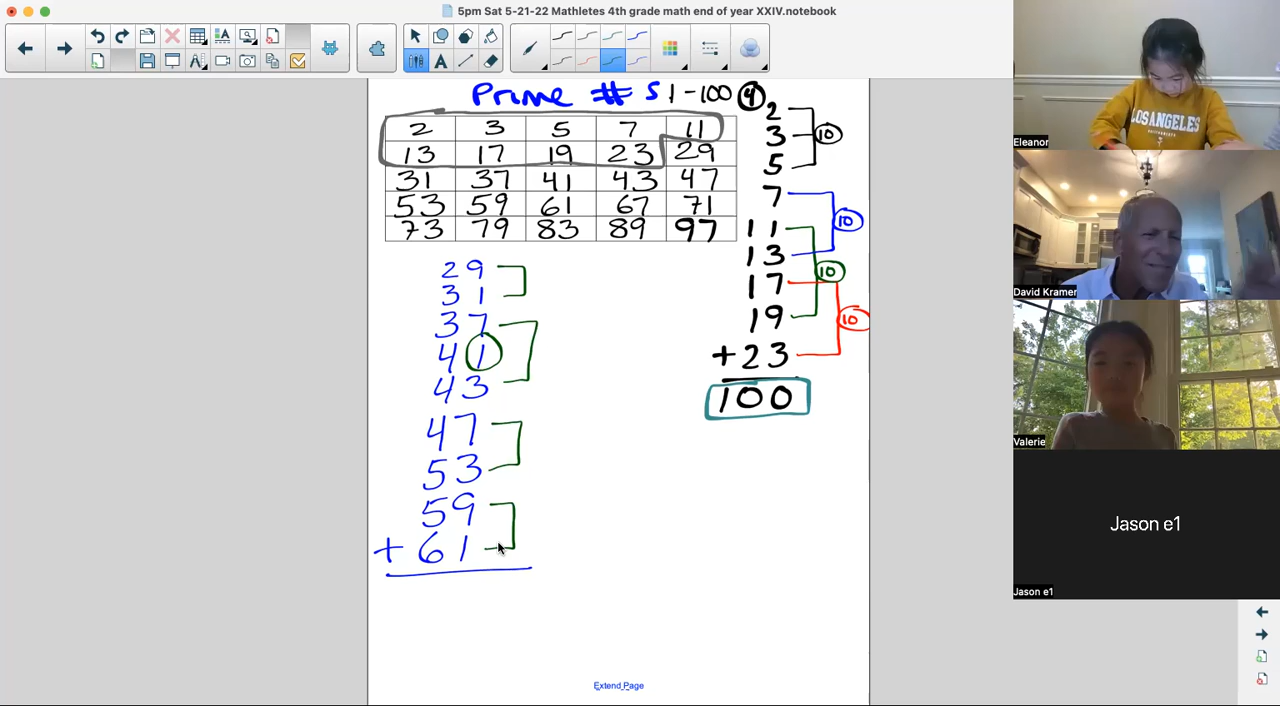 5pm Sat 5-21-22 Mathletes 4th grade math end of year XXIV.notebook
Prime # s 1-100 4
2 3 5 7 11
13 17 19 23 29
31 37 41 43 47
53 59 61 67 71
73 79 83 89 97
29
31
37
41
43
47
53
59
+ 61
2
3
5
10
7
11
13
17
19
+ 23
10
10
10
100
Extend Page
LOS ANGELES
Eleanor
David Kramer
Valerie
Jason e1
Jason e1